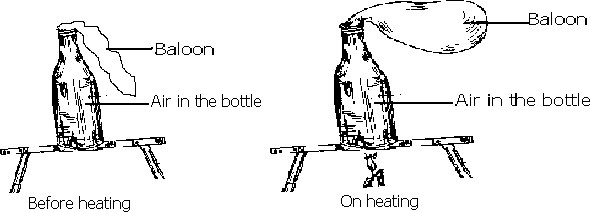 Baloon
Air in the bottle
Before heating
Baloon
Air in the bottle
On heating